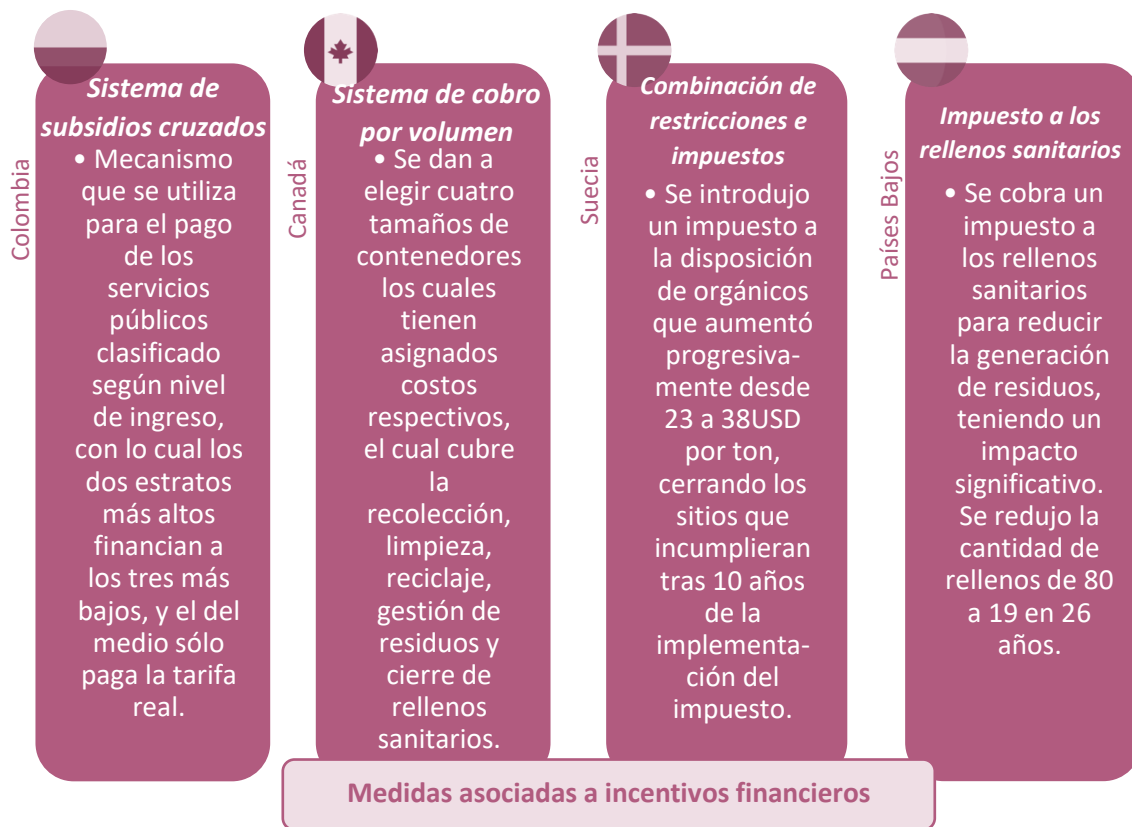 Colombia
Sistema de
subsidios cruzados
• Mecanismo
que se utiliza
para el pago
de los
servicios
públicos
clasificado
según nivel
de ingreso,
con lo cual los
dos estratos
más altos
financian a
los tres más
bajos, y el del
medio sólo
paga la tarifa
real.
Canadá
Sistema de cobro
por volumen
• Se dan a
elegir cuatro
tamaños de
contenedores
los cuales
tienen
asignados
costos
respectivos,
el cual cubre
la
recolección,
limpieza,
reciclaje,
gestión de
residuos y
cierre de
rellenos
sanitarios.
Suecia
Combinación de
restricciones e
impuestos
• Se introdujo
un impuesto a
la disposición
de orgánicos
que aumentó
progresiva-
mente desde
23 a 38USD
por ton,
cerrando los
sitios que
incumplieran
tras 10 años
de la
implementa-
ción del
impuesto.
Países Bajos
Impuesto a los
rellenos sanitarios
• Se cobra un
impuesto a
los rellenos
sanitarios
para reducir
la generación
de residuos,
teniendo un
impacto
significativo.
Se redujo la
cantidad de
rellenos de 80
a 19 en 26
años.
Medidas asociadas a incentivos financieros